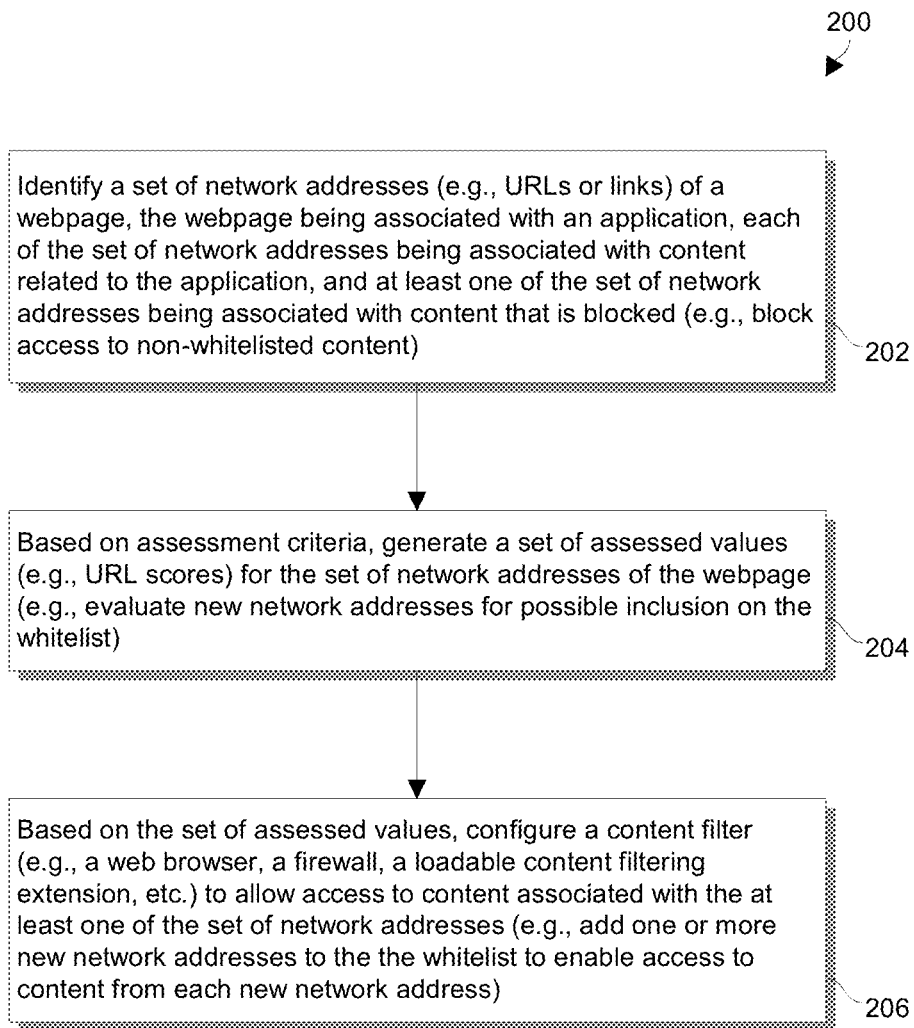 200
Identify a set of network addresses (e.g., URLs or links) of a
webpage, the webpage being associated with an application, each
of the set of network addresses being associated with content
related to the application, and at least one of the set of network
addresses being associated with content that is blocked (e.g., block
access to non-whitelisted content)
202
Based on assessment criteria, generate a set of assessed values
(e.g., URL scores) for the set of network addresses of the webpage
(e.g., evaluate new network addresses for possible inclusion on the
whitelist)
204
Based on the set of assessed values, configure a content filter
(e.g., a web browser, a firewall, a loadable content filtering
extension, etc.) to allow access to content associated with the at
least one of the set of network addresses (e.g., add one or more
new network addresses to the the whitelist to enable access to
content from each new network address)
206